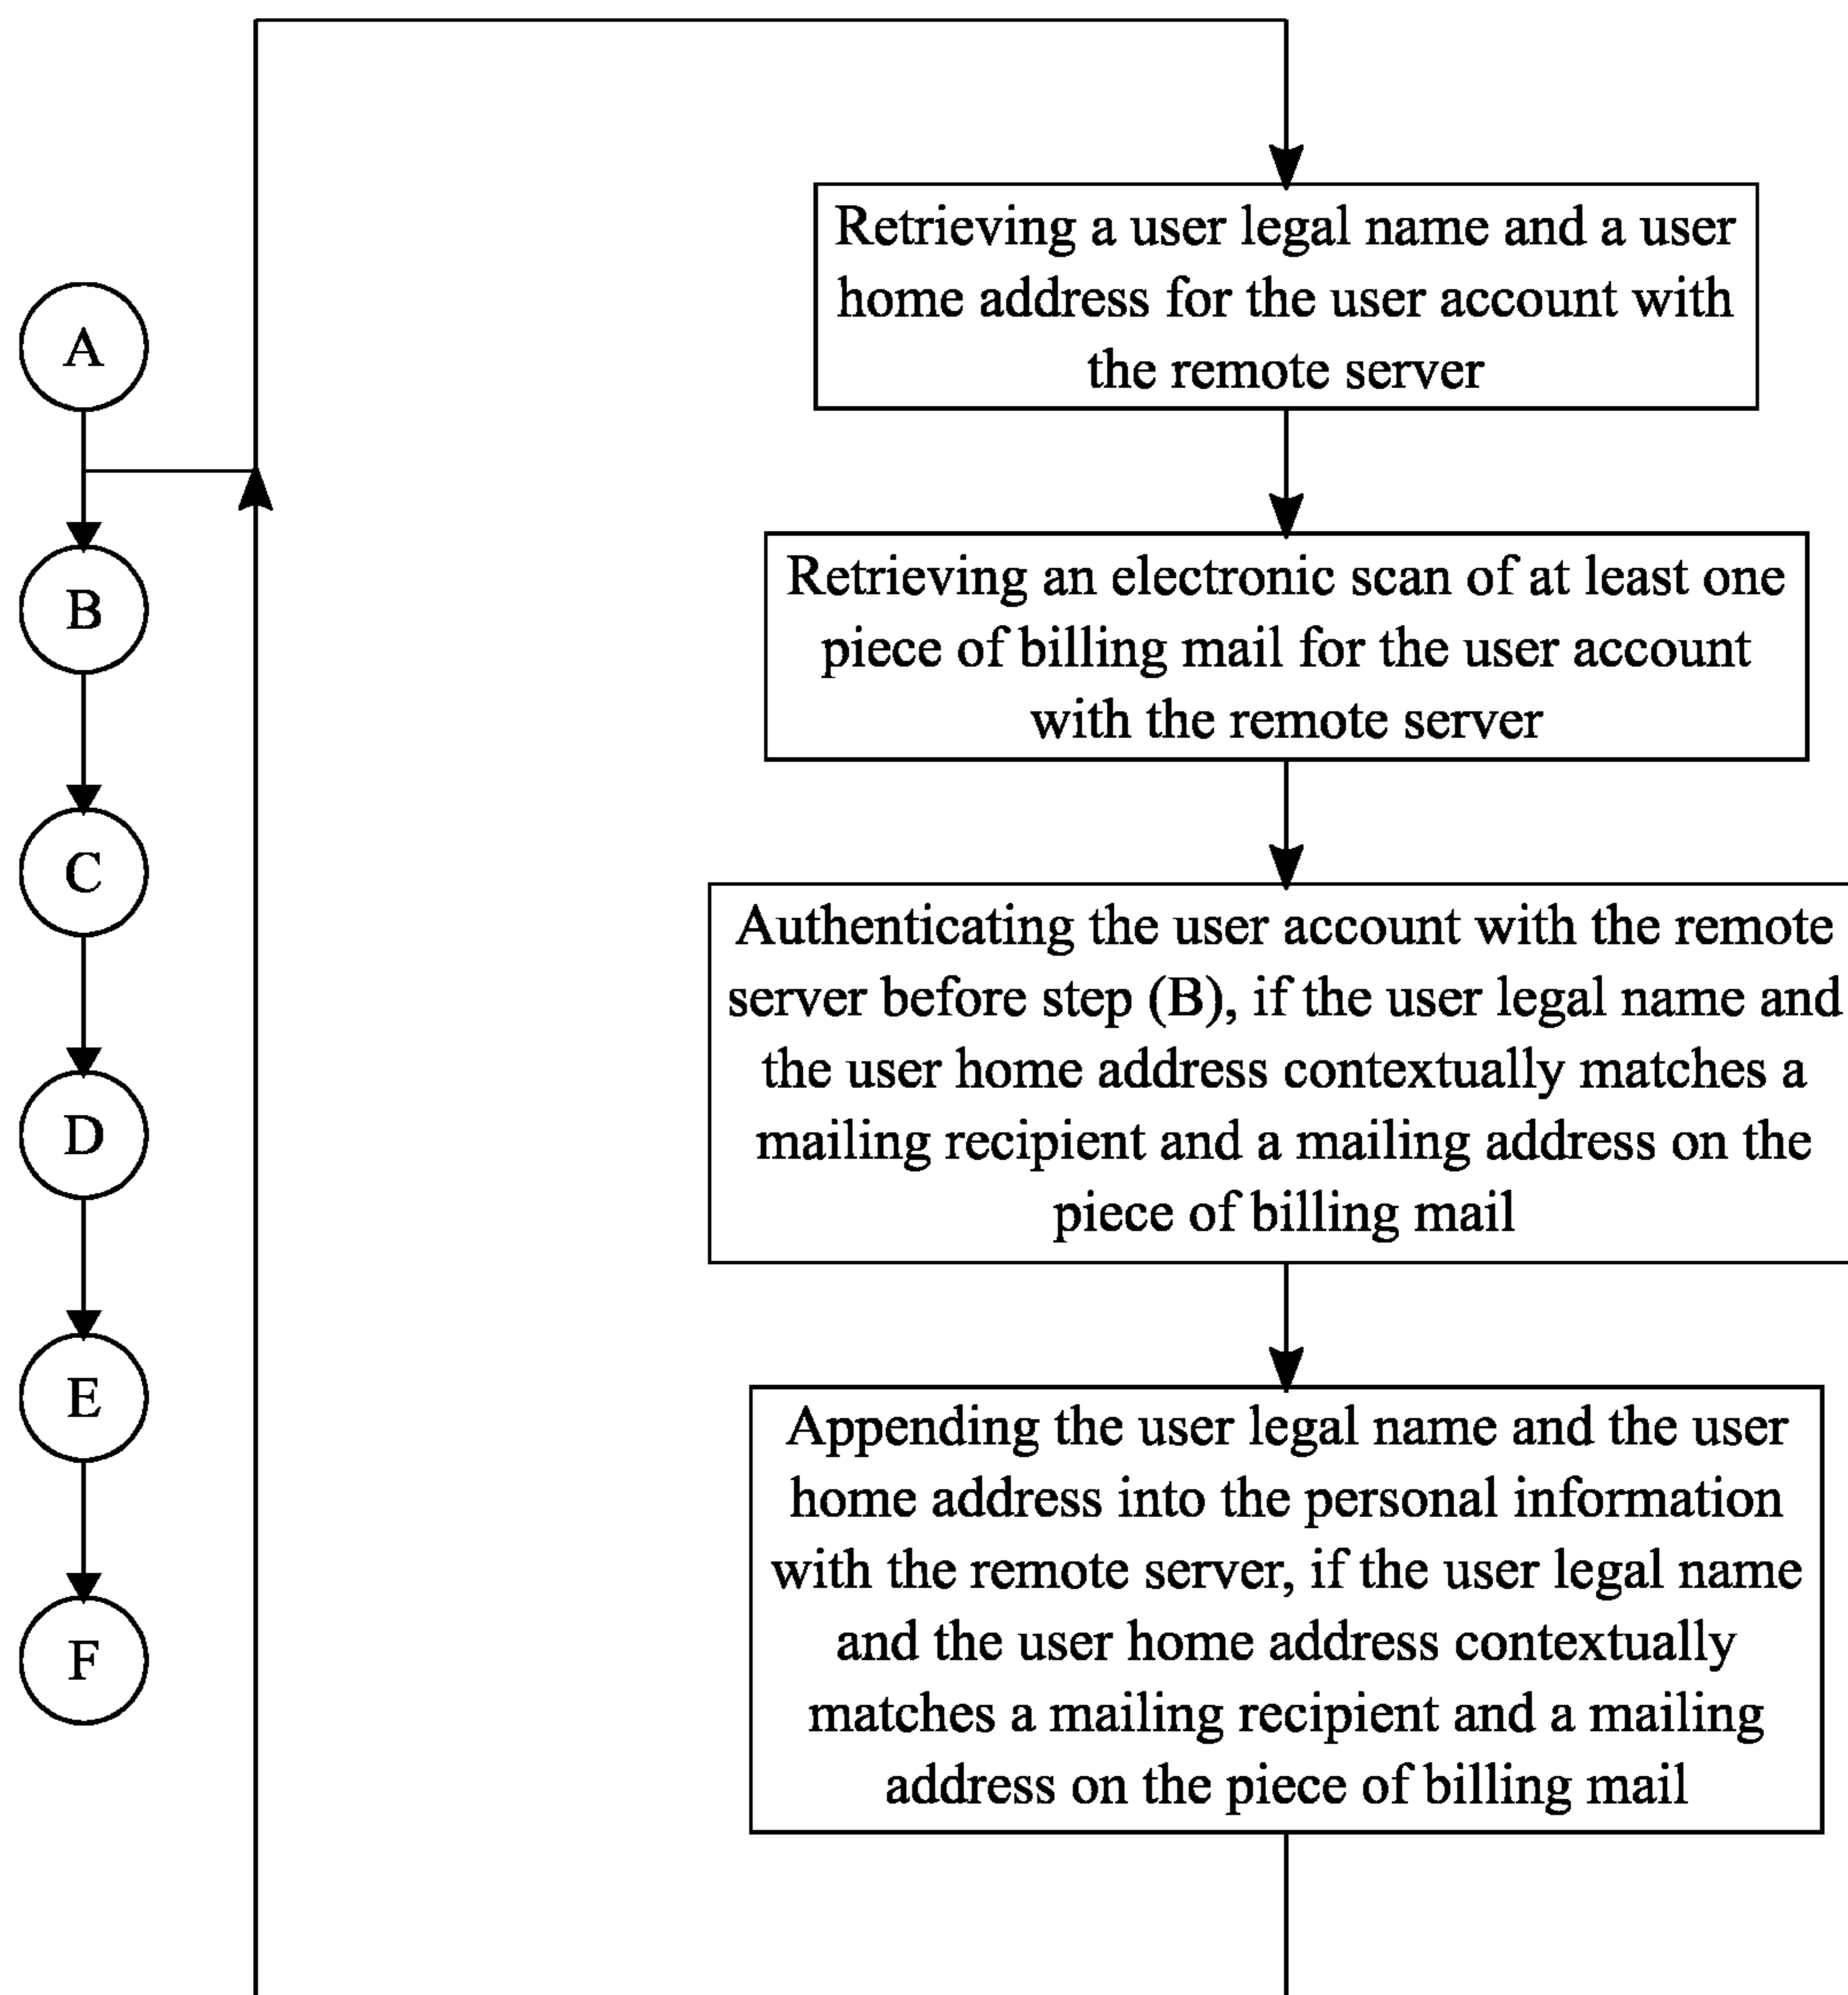 A
B
C
D
E
F
Retrieving a user legal name and a user
home address for the user account with
the remote server
Retrieving an electronic scan of at least one
piece of billing mail for the user account
with the remote server
Authenticating the user account with the remote
server before step (B), if the user legal name and
the user home address contextually matches a
mailing recipient and a mailing address on the
piece of billing mail
Appending the user legal name and the user
home address into the personal information
with the remote server, if the user legal name
and the user home address contextually
matches a mailing recipient and a mailing
address on the piece of billing mail